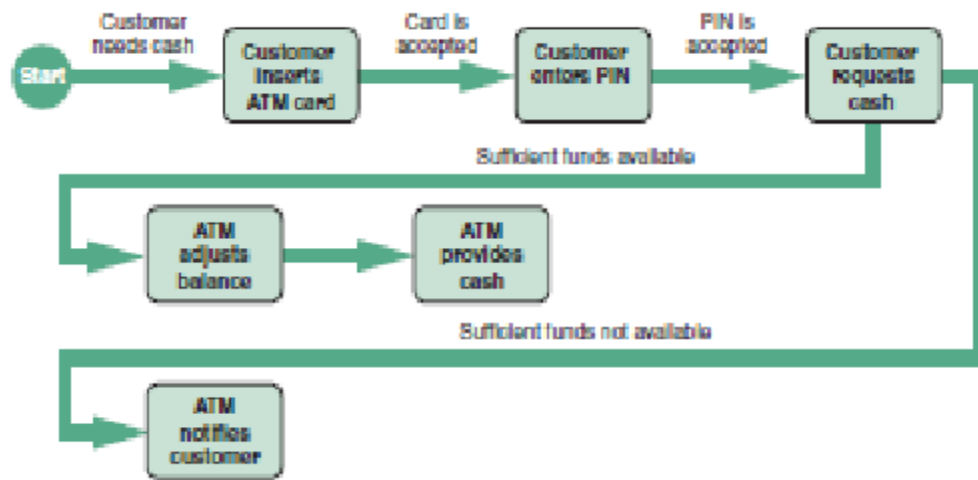 Customer
needs cash
Card is
accepted
PIN is
accepted
Start
Customer
inserts
ATM card
Customer
enters PIN
Customer
requests
cash
Sufficient funds available
ATM
adjusts
balance
ATM
provides
cash
Sufficient funds not available
ATM
notifies
customer